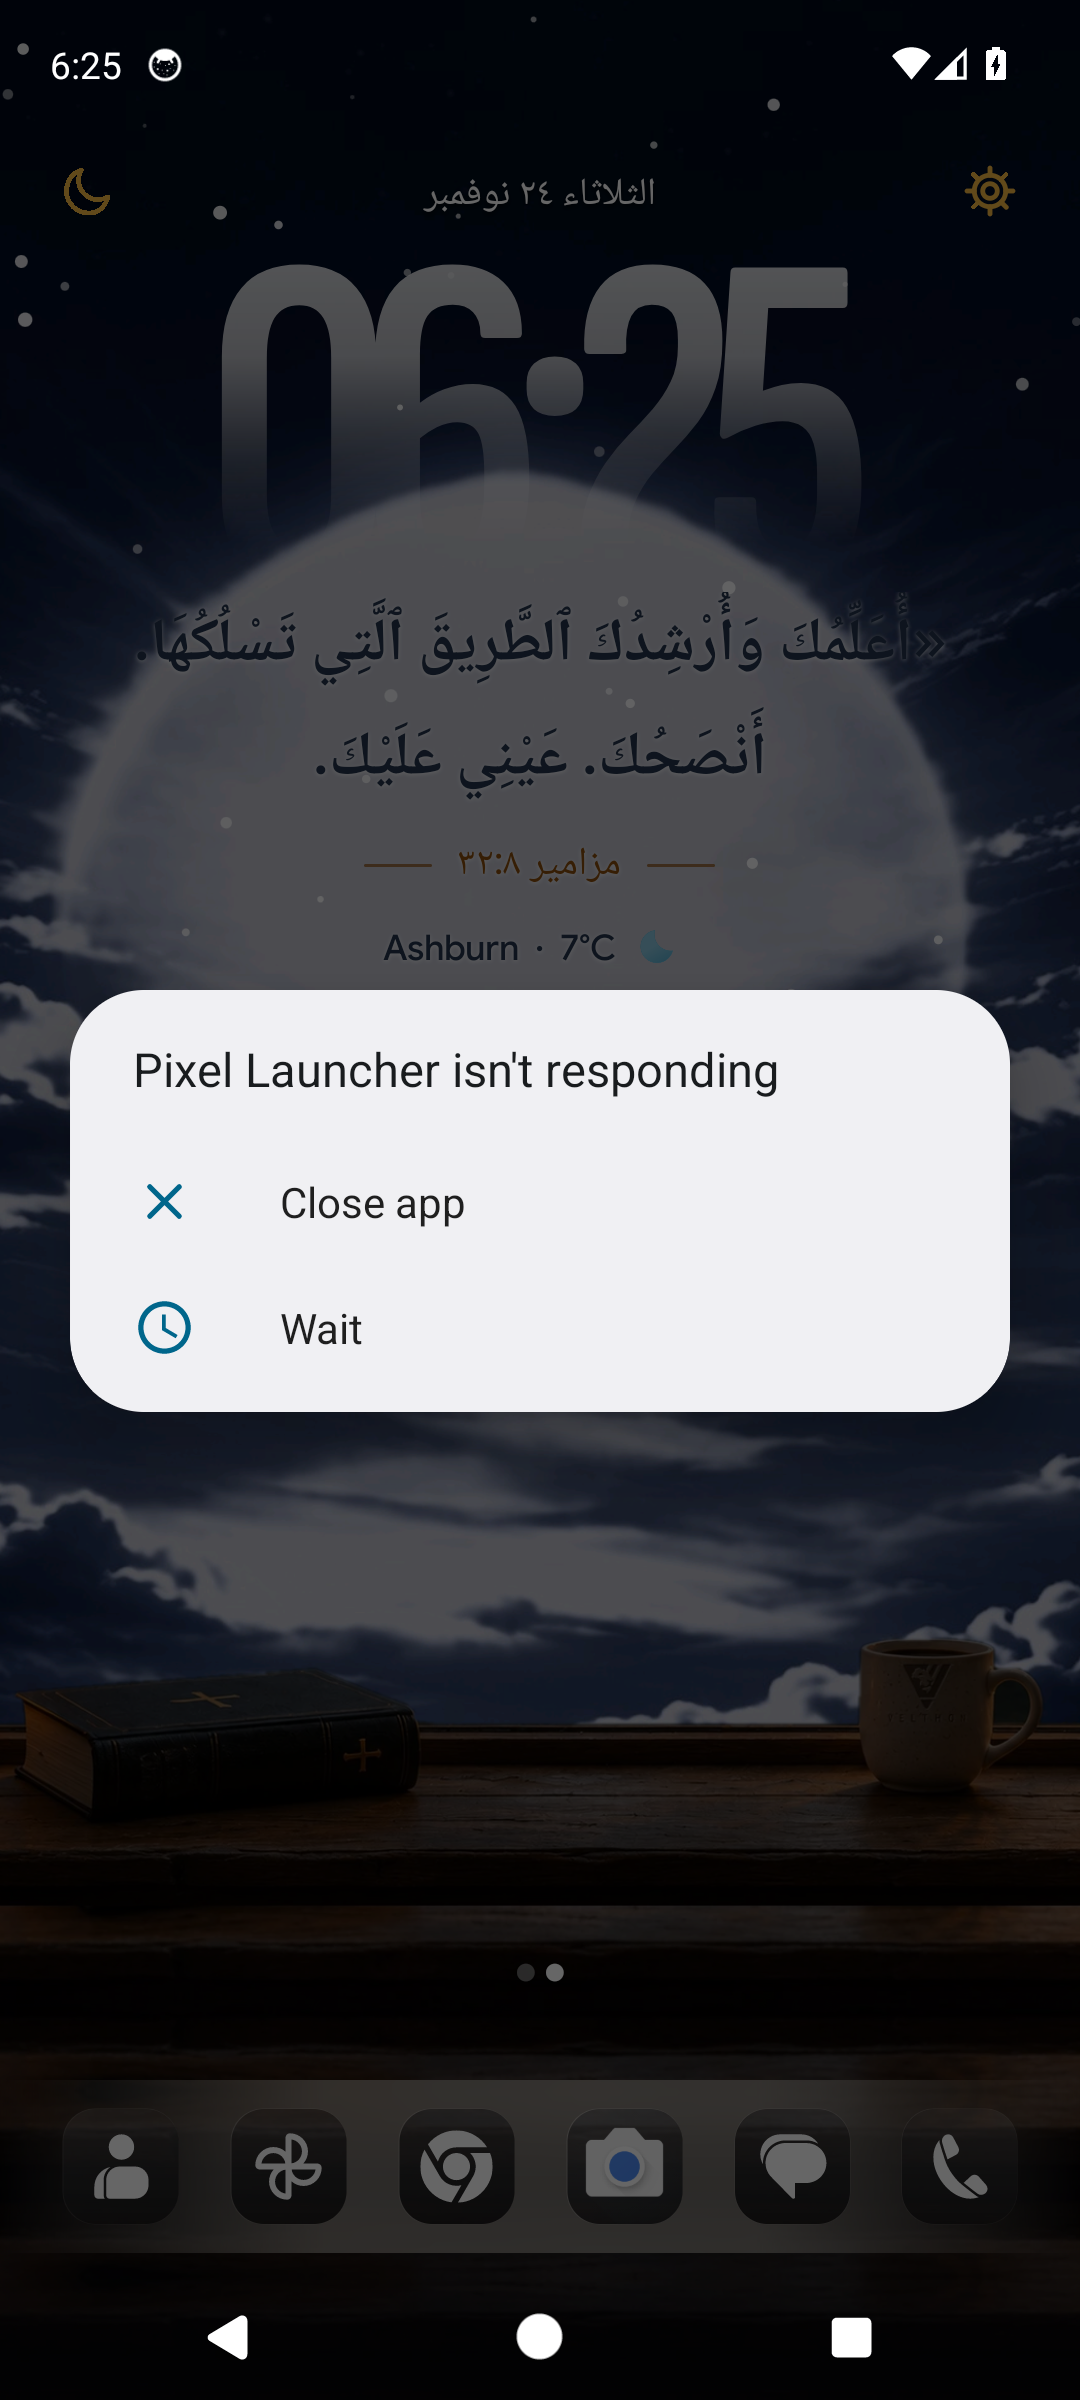 6:25
الثلاثاء ٢٤ نوفمبر
06:25
«أُعَلِّمُكَ وَأُرْشِدُكَ ٱلطَّرِيقَ ٱلَّتِي تَسْلُكُهَا.
أَنْصَحُكَ. عَيْنِي عَلَيْكَ.
مزامير ٣٢:٨
Ashburn · 7°C
Pixel Launcher isn't responding
Close app
Wait